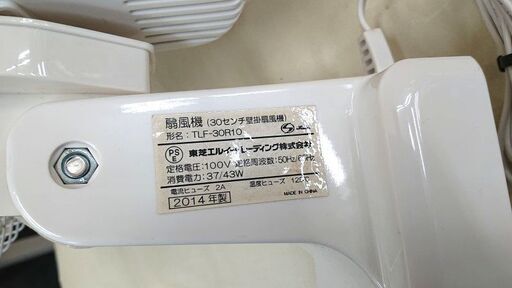 扇風機 (30センチ壁掛扇風機)
形名：TLF-30R10
PS
E
東芝エルイートレーディング株式会社
定格電圧：100V 定格周波数：50Hz/60Hz
消費電力：37/43W
電流ヒューズ 2A 温度ヒューズ
2014年製
MADE IN CHINA